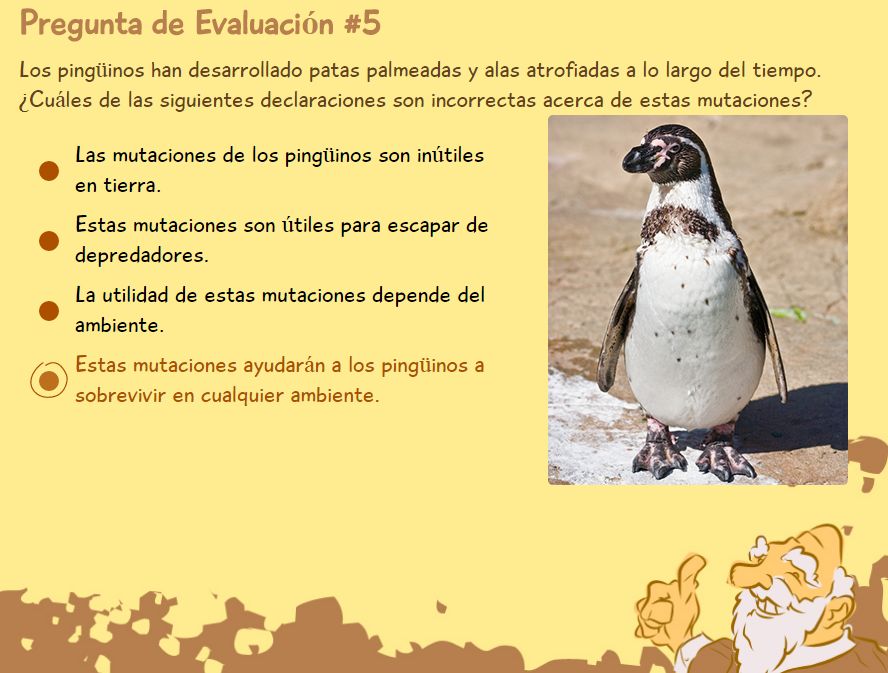 Pregunta de Evaluación #5
Los pingüinos han desarrollado patas palmeadas y alas atrofiadas a lo largo del tiempo.
¿Cuáles de las siguientes declaraciones son incorrectas acerca de estas mutaciones?
Las mutaciones de los pingüinos son inútiles
en tierra.
Estas mutaciones son útiles para escapar de
depredadores.
La utilidad de estas mutaciones depende del
ambiente.
Estas mutaciones ayudarán a los pingüinos a
sobrevivir en cualquier ambiente.